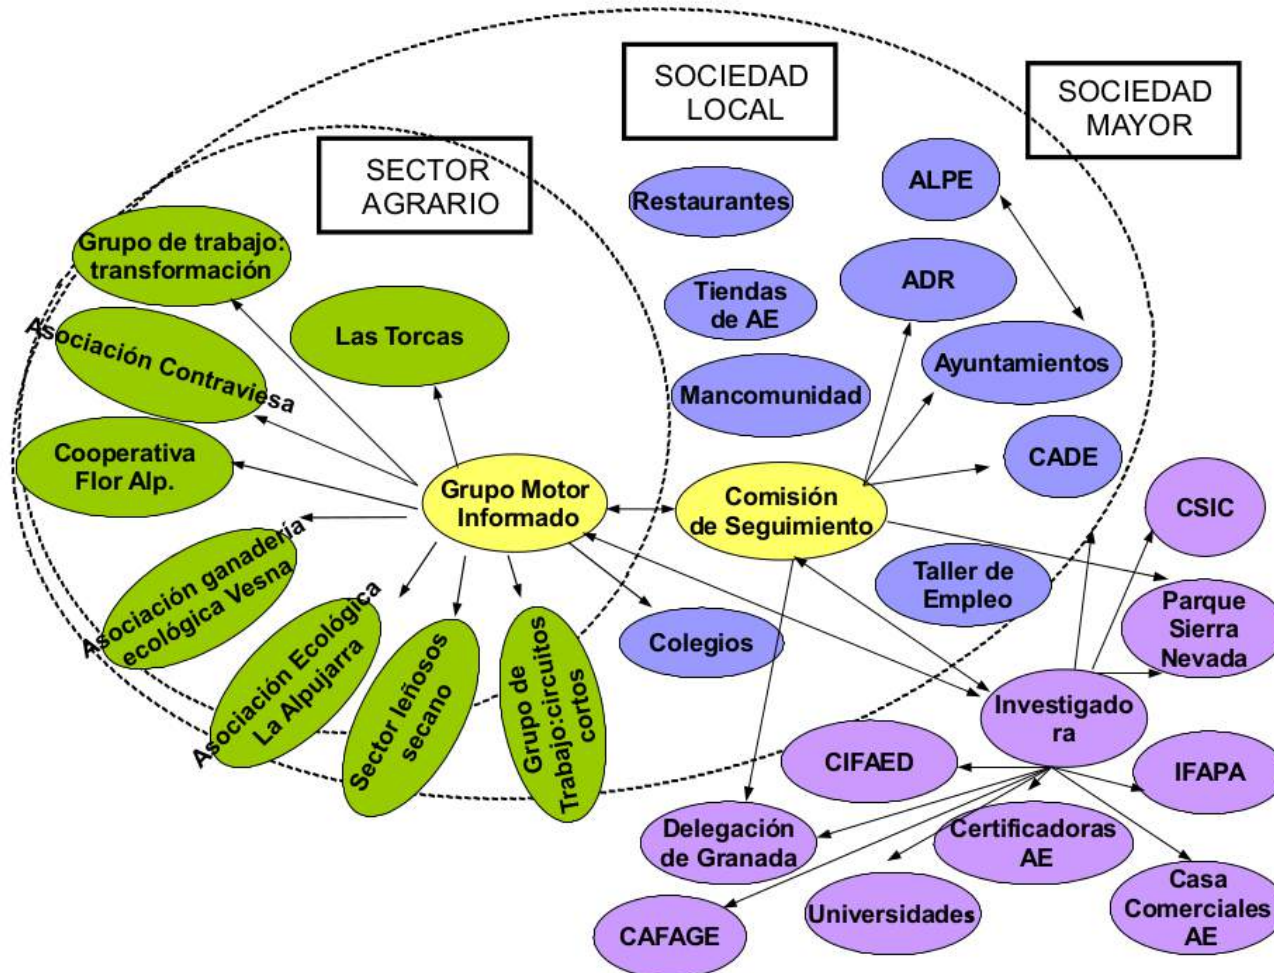 SOCIEDAD
LOCAL
SOCIEDAD
MAYOR
SECTOR
AGRARIO
ALPE
Restaurantes
Grupo de trabajo:
transformación
ADR
Tiendas
de AE
Las Torcas
Asociación Contraviesa
Ayuntamientos
Mancomunidad
Cooperativa
Flor Alp.
CADE
Grupo Motor
Informado
Comisión
de Seguimiento
CSIC
Asociación ganadería
ecológica Vesna
Taller de
Empleo
Parque
Sierra
Nevada
Colegios
Asociación Ecológica
La Alpujarra
Sector leñosos
secano
Grupo de
Trabajo:circuitos
cortos
Investigado
ra
CIFAED
IFAPA
Delegación
de Granada
Certificadoras
AE
Casa
Comerciales
AE
Universidades
CAFAGE